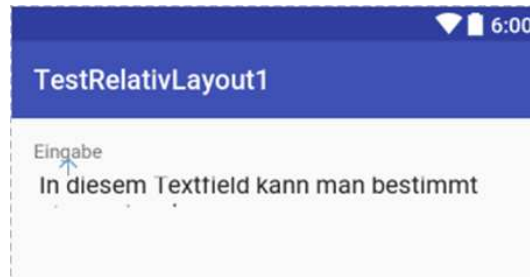 6:00
TestRelativLayout1
Eingabe
In diesem Textfield kann man bestimmt